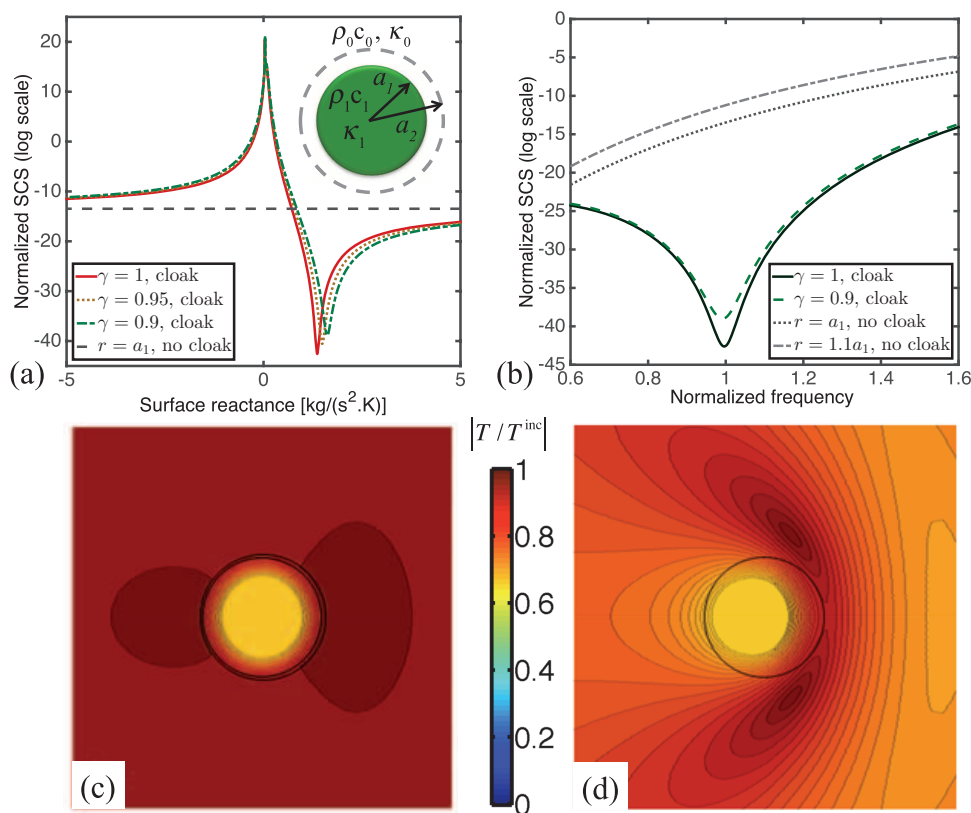 Normalized SCS (log scale)
20
10
0
-10
-20
-30
-40
-5
0
5
Surface reactance [kg/(s².K)]
ρ₀c₀, κ₀
ρ₁c₁
κ₁
a₁
a₂
γ = 1, cloak
γ = 0.95, cloak
γ = 0.9, cloak
r = a₁, no cloak
(a)
Normalized SCS (log scale)
0
-5
-10
-15
-20
-25
-30
-35
-40
-45
0.6
0.8
1
1.2
1.4
1.6
Normalized frequency
γ = 1, cloak
γ = 0.9, cloak
r = a₁, no cloak
r = 1.1a₁, no cloak
(b)
|T / Tⁱⁿᶜ|
1
0.8
0.6
0.4
0.2
0
(c)
(d)